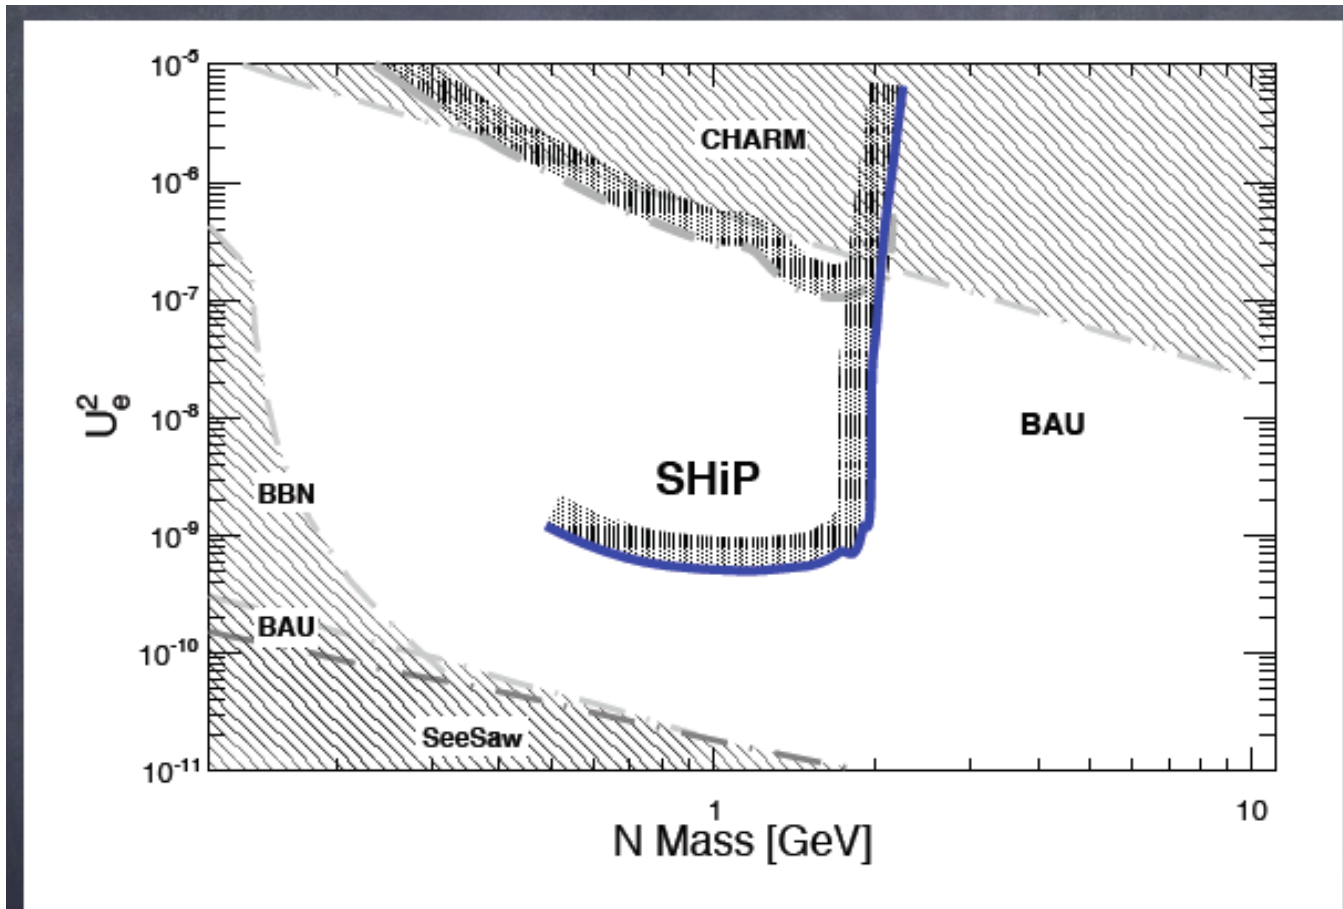 10⁻⁵
CHARM
10⁻⁶
10⁻⁷
U²ₑ
10⁻⁸
BAU
SHiP
BBN
10⁻⁹
BAU
10⁻¹⁰
SeeSaw
10⁻¹¹
1
10
N Mass [GeV]